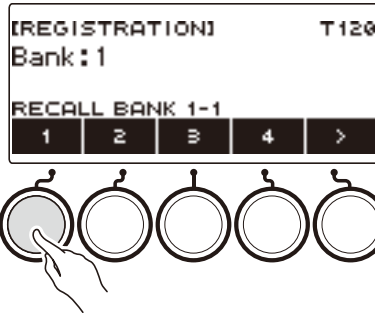 [REGISTRATION] T120
Bank:1
RECALL BANK 1-1
1 2 3 4 >